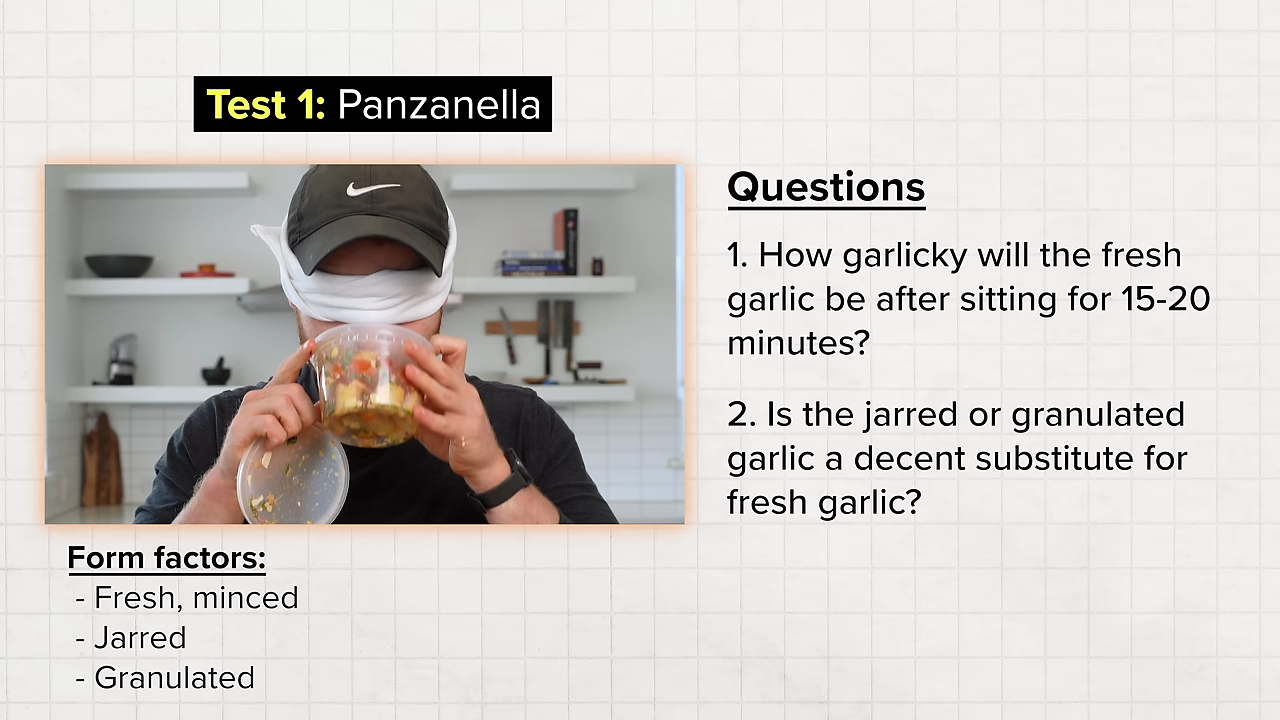 Test 1: Panzanella
Questions
1. How garlicky will the fresh
garlic be after sitting for 15-20
minutes?
2. Is the jarred or granulated
garlic a decent substitute for
fresh garlic?
Form factors:
- Fresh, minced
- Jarred
- Granulated